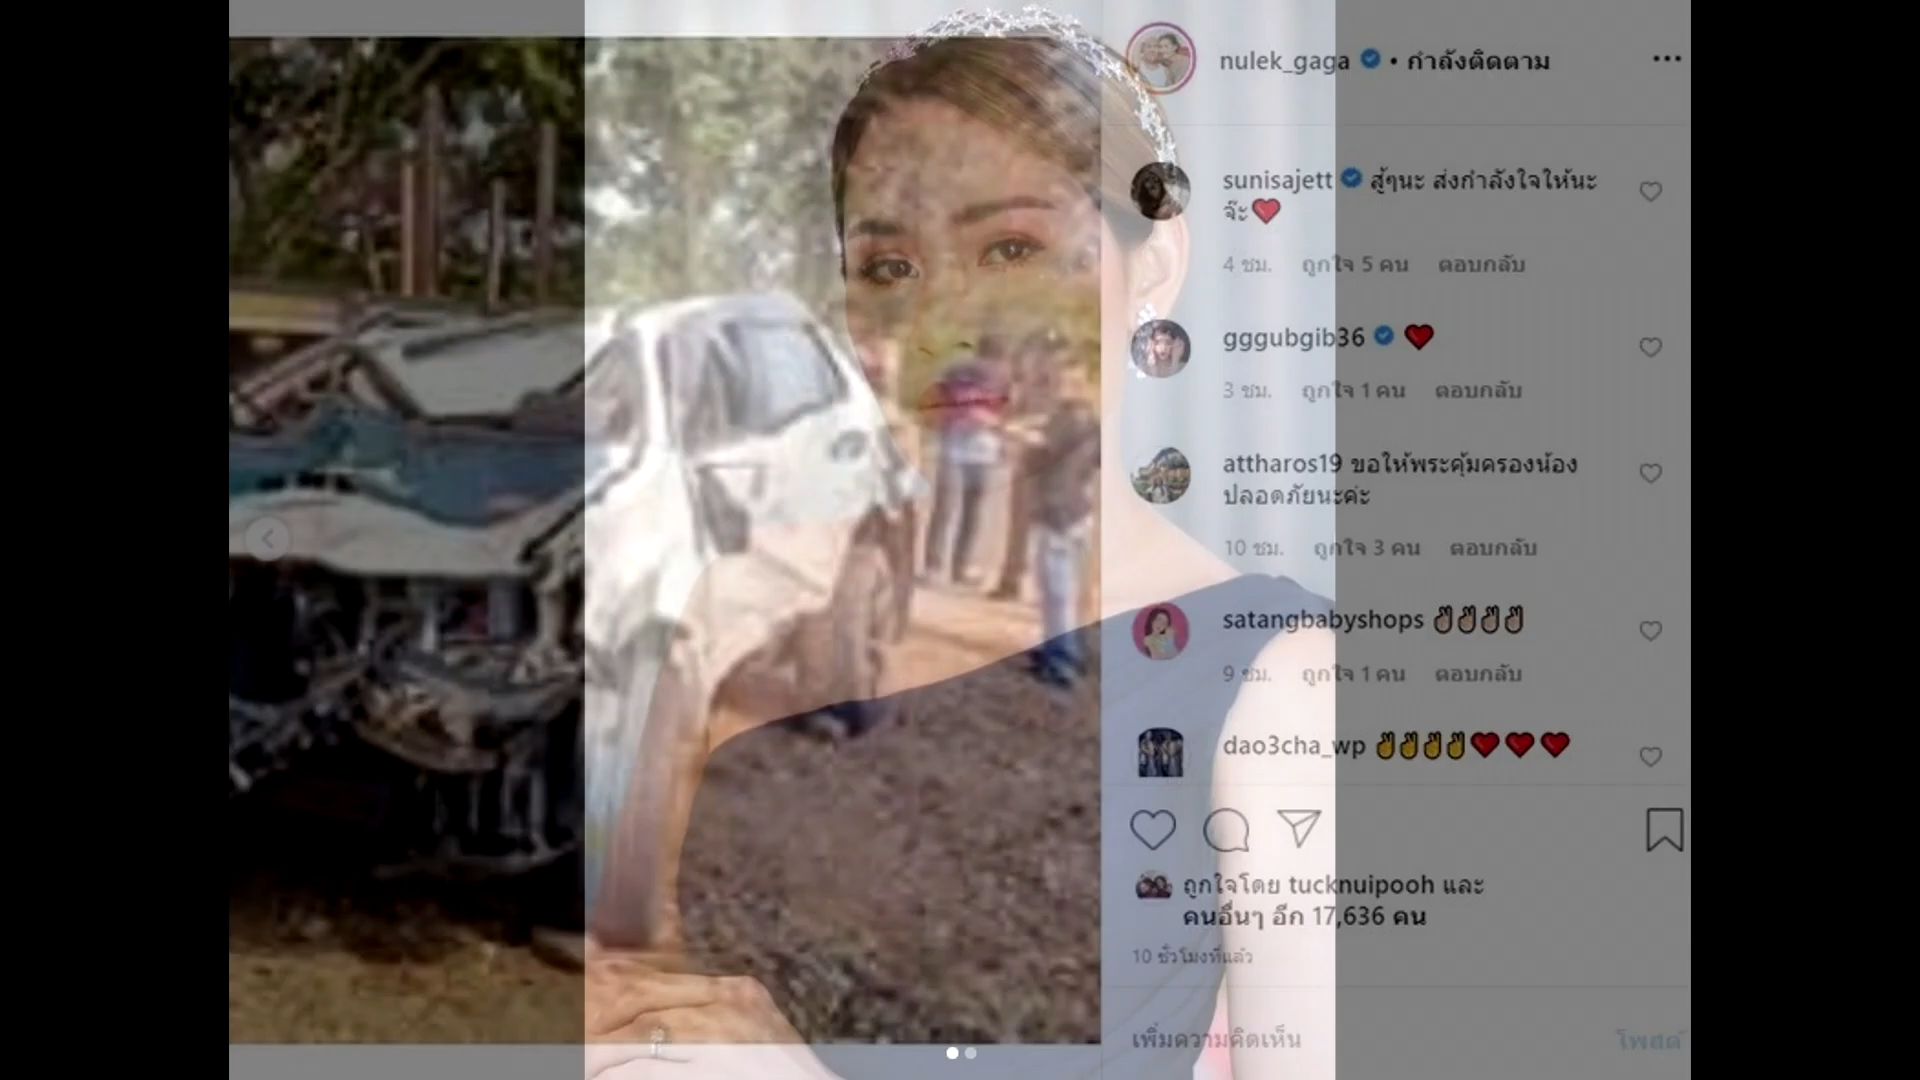 nulek_gaga • กำลังติดตาม
sunisajett สู้ๆนะ ส่งกำลังใจให้นะ
จ๊ะ❤️
4 ชม. ถูกใจ 5 คน ตอบกลับ
gggubgib36 ❤️
3 ชม. ถูกใจ 1 คน ตอบกลับ
attharos19 ขอให้พระคุ้มครองน้อง
ปลอดภัยนะค่ะ
10 ชม. ถูกใจ 3 คน ตอบกลับ
satangbabyshops ✌🏼✌🏼✌🏼✌🏼
9 ชม. ถูกใจ 1 คน ตอบกลับ
dao3cha_wp ✌️✌️✌️✌️❤️❤️❤️
ถูกใจโดย tucknuipooh และ
คนอื่นๆ อีก 17,636 คน
10 ชั่วโมงที่แล้ว
เพิ่มความคิดเห็น
โพสต์